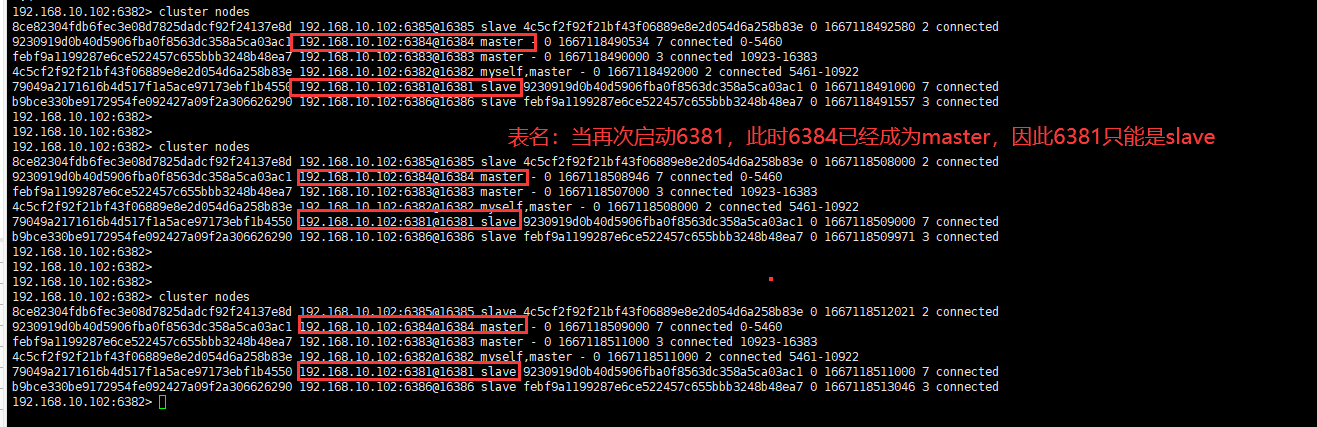 192.168.10.102:6382> cluster nodes
8ce82304fdb6fec3e08d7825dadcf92f24137e8d 192.168.10.102:6385@16385 slave 4c5cf2f92f21bf43f06889e8e2d054d6a258b83e 0 1667118492580 2 connected
9230919d0b40d5906fba0f8563dc358a5ca03ac1 192.168.10.102:6384@16384 master - 0 1667118490534 7 connected 0-5460
febf9a1199287e6ce522457c655bbb3248b48ea7 192.168.10.102:6383@16383 master - 0 1667118490000 3 connected 10923-16383
4c5cf2f92f21bf43f06889e8e2d054d6a258b83e 192.168.10.102:6382@16382 myself,master - 0 1667118492000 2 connected 5461-10922
79049a2171616b4d517f1a5ace97173ebf1b4550 192.168.10.102:6381@16381 slave 9230919d0b40d5906fba0f8563dc358a5ca03ac1 0 1667118491000 7 connected
b9bce330be9172954fe092427a09f2a306626290 192.168.10.102:6386@16386 slave febf9a1199287e6ce522457c655bbb3248b48ea7 0 1667118491557 3 connected
192.168.10.102:6382>
192.168.10.102:6382>
表名：当再次启动6381，此时6384已经成为master，因此6381只能是slave
192.168.10.102:6382> cluster nodes
8ce82304fdb6fec3e08d7825dadcf92f24137e8d 192.168.10.102:6385@16385 slave 4c5cf2f92f21bf43f06889e8e2d054d6a258b83e 0 1667118508000 2 connected
9230919d0b40d5906fba0f8563dc358a5ca03ac1 192.168.10.102:6384@16384 master - 0 1667118508946 7 connected 0-5460
febf9a1199287e6ce522457c655bbb3248b48ea7 192.168.10.102:6383@16383 master - 0 1667118507000 3 connected 10923-16383
4c5cf2f92f21bf43f06889e8e2d054d6a258b83e 192.168.10.102:6382@16382 myself,master - 0 1667118508000 2 connected 5461-10922
79049a2171616b4d517f1a5ace97173ebf1b4550 192.168.10.102:6381@16381 slave 9230919d0b40d5906fba0f8563dc358a5ca03ac1 0 1667118509000 7 connected
b9bce330be9172954fe092427a09f2a306626290 192.168.10.102:6386@16386 slave febf9a1199287e6ce522457c655bbb3248b48ea7 0 1667118509971 3 connected
192.168.10.102:6382>
192.168.10.102:6382>
192.168.10.102:6382>
192.168.10.102:6382> cluster nodes
8ce82304fdb6fec3e08d7825dadcf92f24137e8d 192.168.10.102:6385@16385 slave 4c5cf2f92f21bf43f06889e8e2d054d6a258b83e 0 1667118512021 2 connected
9230919d0b40d5906fba0f8563dc358a5ca03ac1 192.168.10.102:6384@16384 master - 0 1667118509000 7 connected 0-5460
febf9a1199287e6ce522457c655bbb3248b48ea7 192.168.10.102:6383@16383 master - 0 1667118511000 3 connected 10923-16383
4c5cf2f92f21bf43f06889e8e2d054d6a258b83e 192.168.10.102:6382@16382 myself,master - 0 1667118511000 2 connected 5461-10922
79049a2171616b4d517f1a5ace97173ebf1b4550 192.168.10.102:6381@16381 slave 9230919d0b40d5906fba0f8563dc358a5ca03ac1 0 1667118511000 7 connected
b9bce330be9172954fe092427a09f2a306626290 192.168.10.102:6386@16386 slave febf9a1199287e6ce522457c655bbb3248b48ea7 0 1667118513046 3 connected
192.168.10.102:6382>